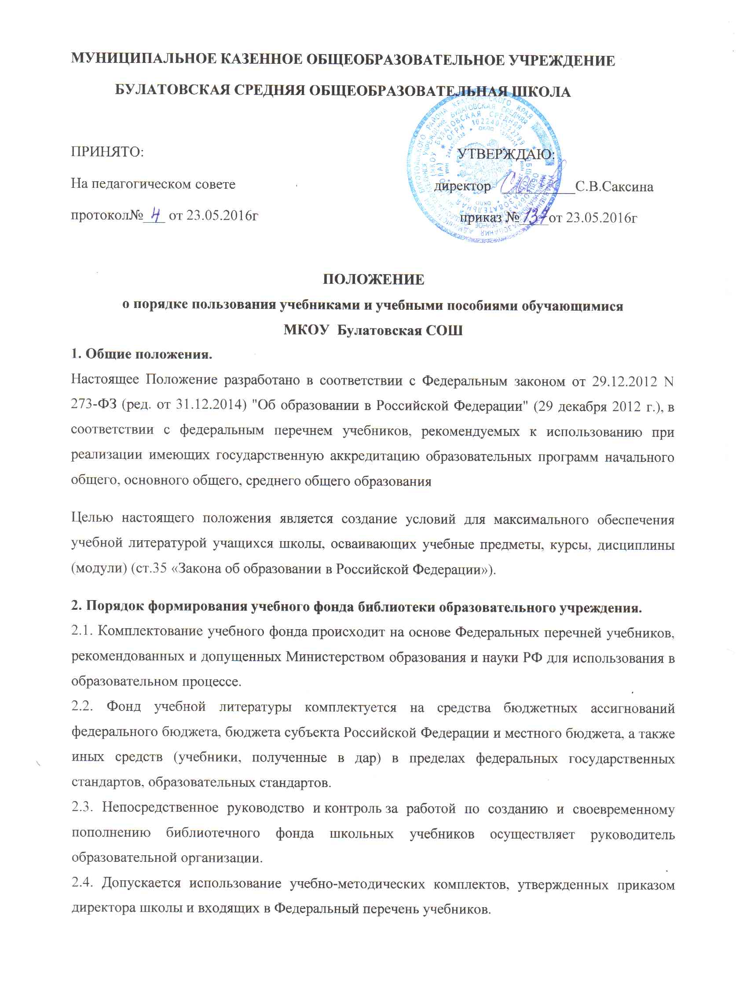 МУНИЦИПАЛЬНОЕ КАЗЕННОЕ ОБЩЕОБРАЗОВАТЕЛЬНОЕ УЧРЕЖДЕНИЕ
БУЛАТОВСКАЯ СРЕДНЯЯ ОБЩЕОБРАЗОВАТЕЛЬНАЯ ШКОЛА
ПРИНЯТО: УТВЕРЖДАЮ:
На педагогическом совете директор __________С.В.Саксина
протокол№ 4 от 23.05.2016г приказ № 137 от 23.05.2016г
ПОЛОЖЕНИЕ
о порядке пользования учебниками и учебными пособиями обучающимися
МКОУ Булатовская СОШ
1. Общие положения.
Настоящее Положение разработано в соответствии с Федеральным законом от 29.12.2012 N
273-ФЗ (ред. от 31.12.2014) "Об образовании в Российской Федерации" (29 декабря 2012 г.), в
соответствии с федеральным перечнем учебников, рекомендуемых к использованию при
реализации имеющих государственную аккредитацию образовательных программ начального
общего, основного общего, среднего общего образования
Целью настоящего положения является создание условий для максимального обеспечения
учебной литературой учащихся школы, осваивающих учебные предметы, курсы, дисциплины
(модули) (ст.35 «Закона об образовании в Российской Федерации»).
2. Порядок формирования учебного фонда библиотеки образовательного учреждения.
2.1. Комплектование учебного фонда происходит на основе Федеральных перечней учебников,
рекомендованных и допущенных Министерством образования и науки РФ для использования в
образовательном процессе.
2.2. Фонд учебной литературы комплектуется на средства бюджетных ассигнований
федерального бюджета, бюджета субъекта Российской Федерации и местного бюджета, а также
иных средств (учебники, полученные в дар) в пределах федеральных государственных
стандартов, образовательных стандартов.
2.3. Непосредственное руководство и контроль за работой по созданию и своевременному
пополнению библиотечного фонда школьных учебников осуществляет руководитель
образовательной организации.
2.4. Допускается использование учебно-методических комплектов, утвержденных приказом
директора школы и входящих в Федеральный перечень учебников.